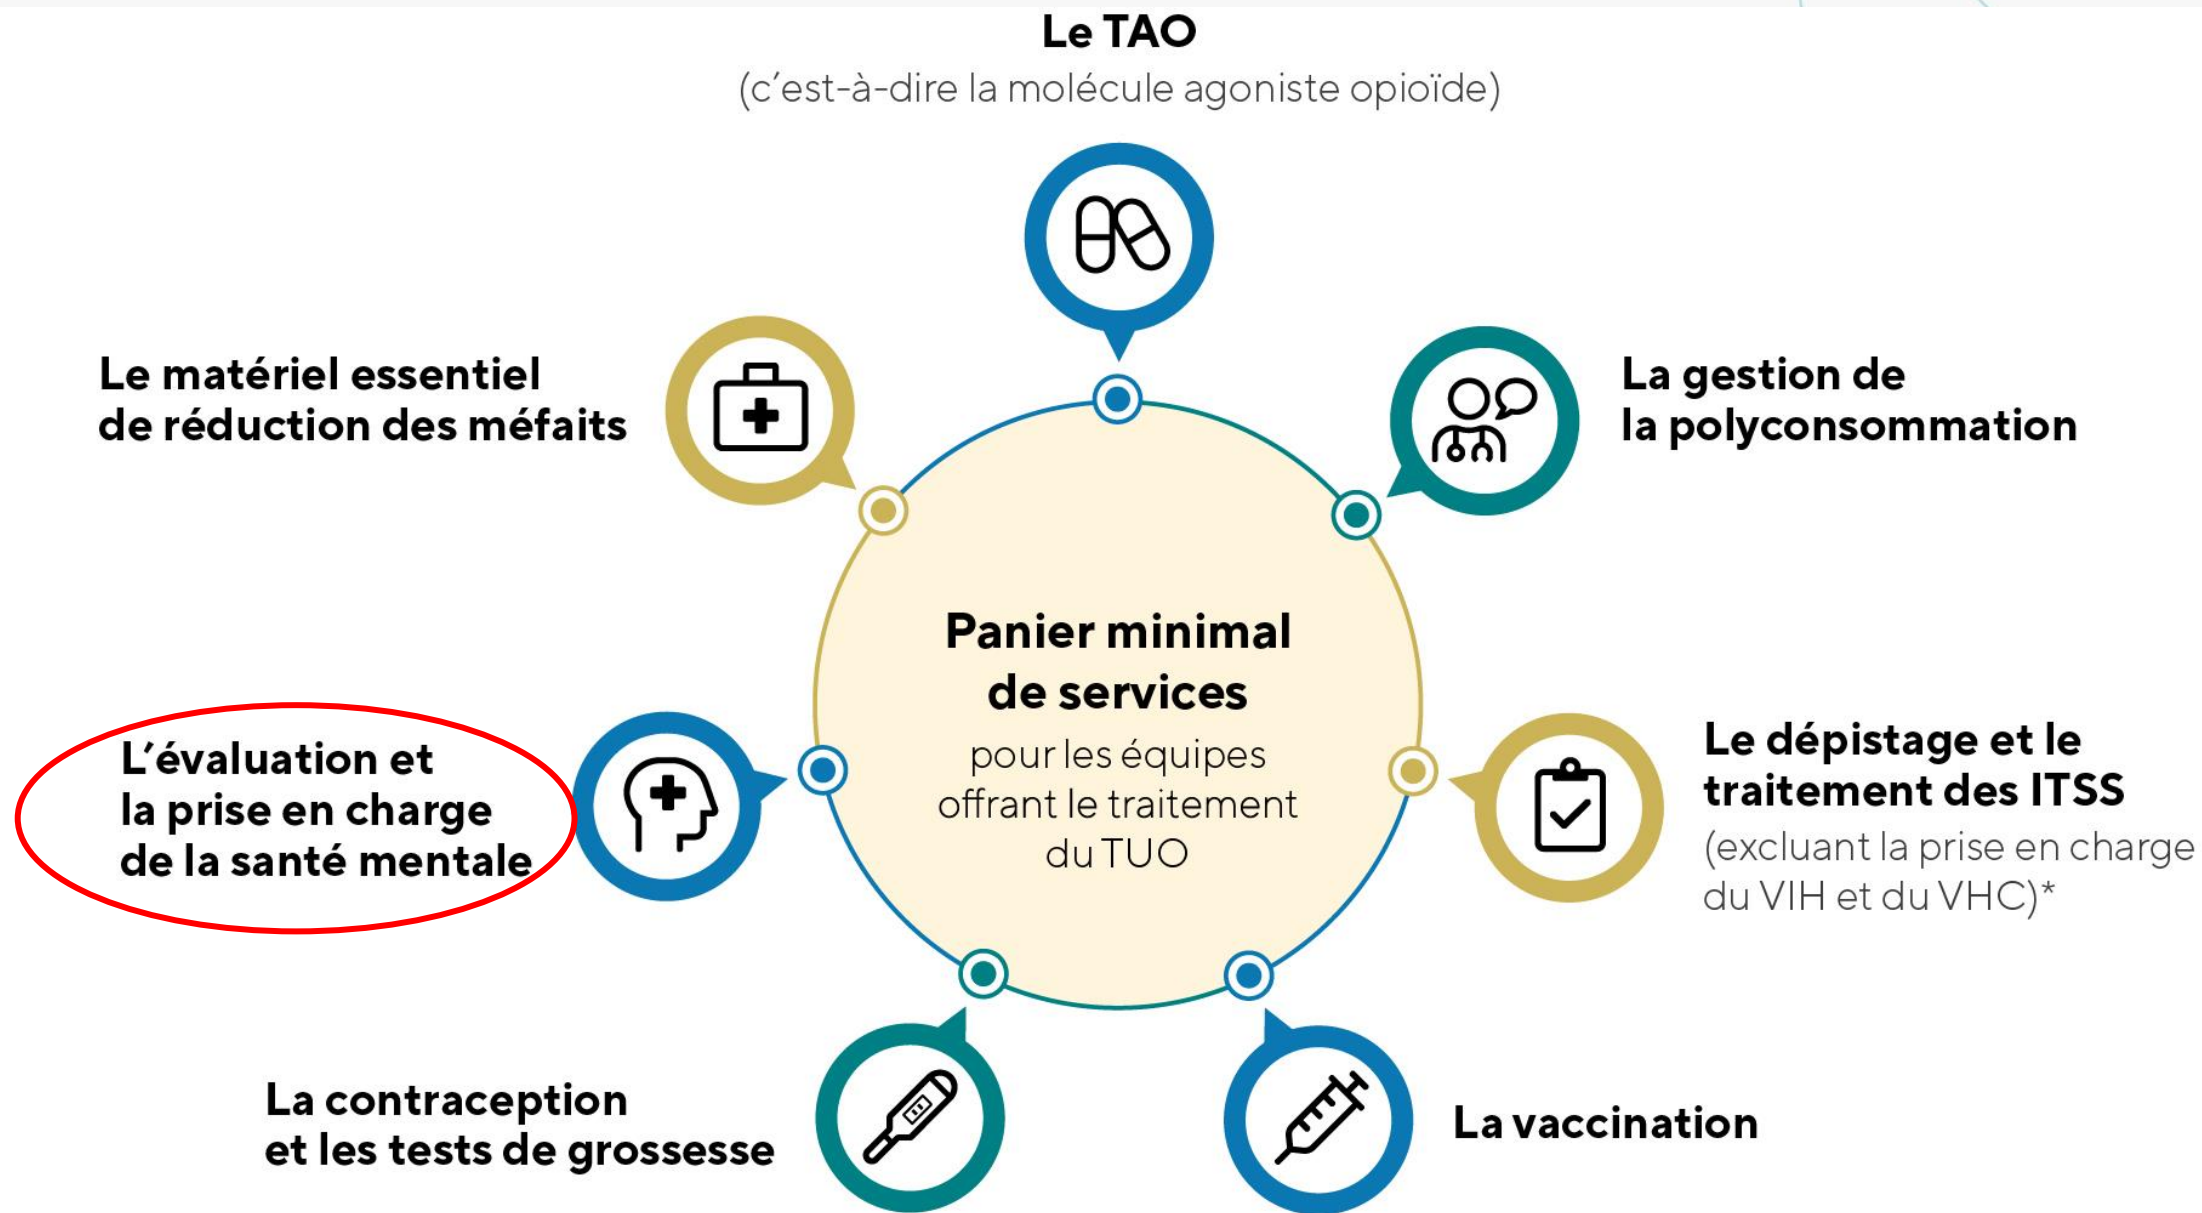 Le TAO
(c'est-à-dire la molécule agoniste opioïde)
Le matériel essentiel
de réduction des méfaits
La gestion de
la polyconsommation
Panier minimal
de services
pour les équipes
offrant le traitement
du TUO
L'évaluation et
la prise en charge
de la santé mentale
Le dépistage et le
traitement des ITSS
(excluant la prise en charge
du VIH et du VHC)*
La contraception
et les tests de grossesse
La vaccination